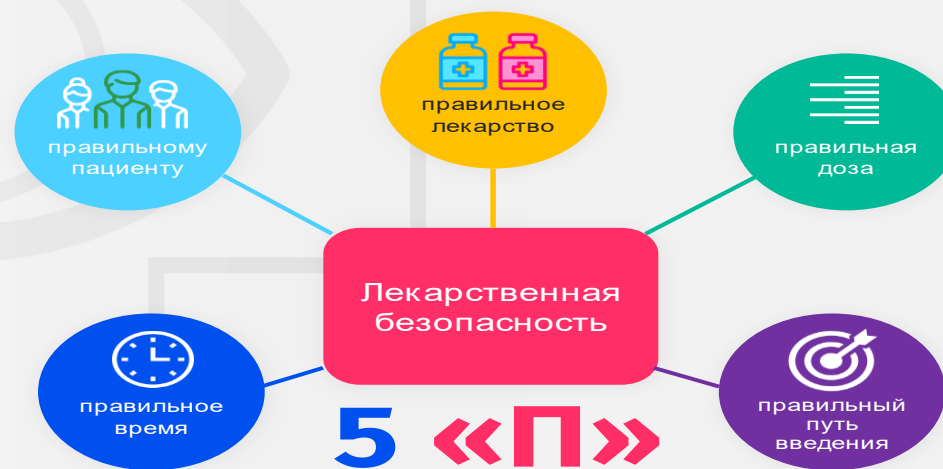 правильное
лекарство
правильному
пациенту
правильная
доза
Лекарственная
безопасность
правильное
время
правильный
путь
введения
5 «П»